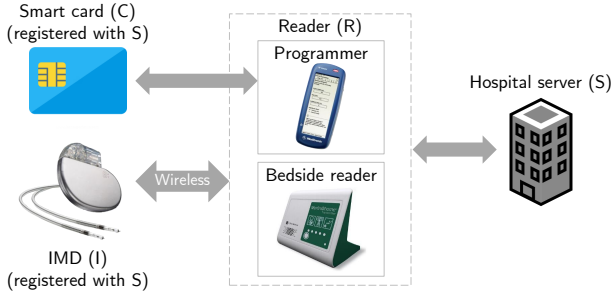 Smart card (C)
(registered with S)
Reader (R)
Programmer
Hospital server (S)
Wireless
Bedside reader
IMD (I)
(registered with S)